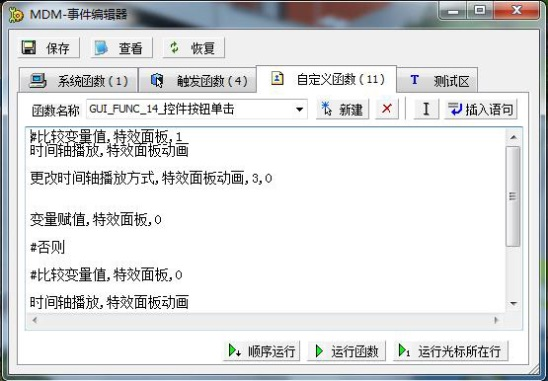 MDM-事件编辑器
保存 查看 恢复
系统函数(1) 触发函数(4) 自定义函数(11) T 测试区
函数名称 GUI_FUNC_14_控件按钮单击 新建 插入语句
#比较变量值,特效面板,1
时间轴播放,特效面板动画
更改时间轴播放方式,特效面板动画,3,0
变量赋值,特效面板,0
#否则
#比较变量值,特效面板,0
时间轴播放,特效面板动画
顺序运行 运行函数 运行光标所在行